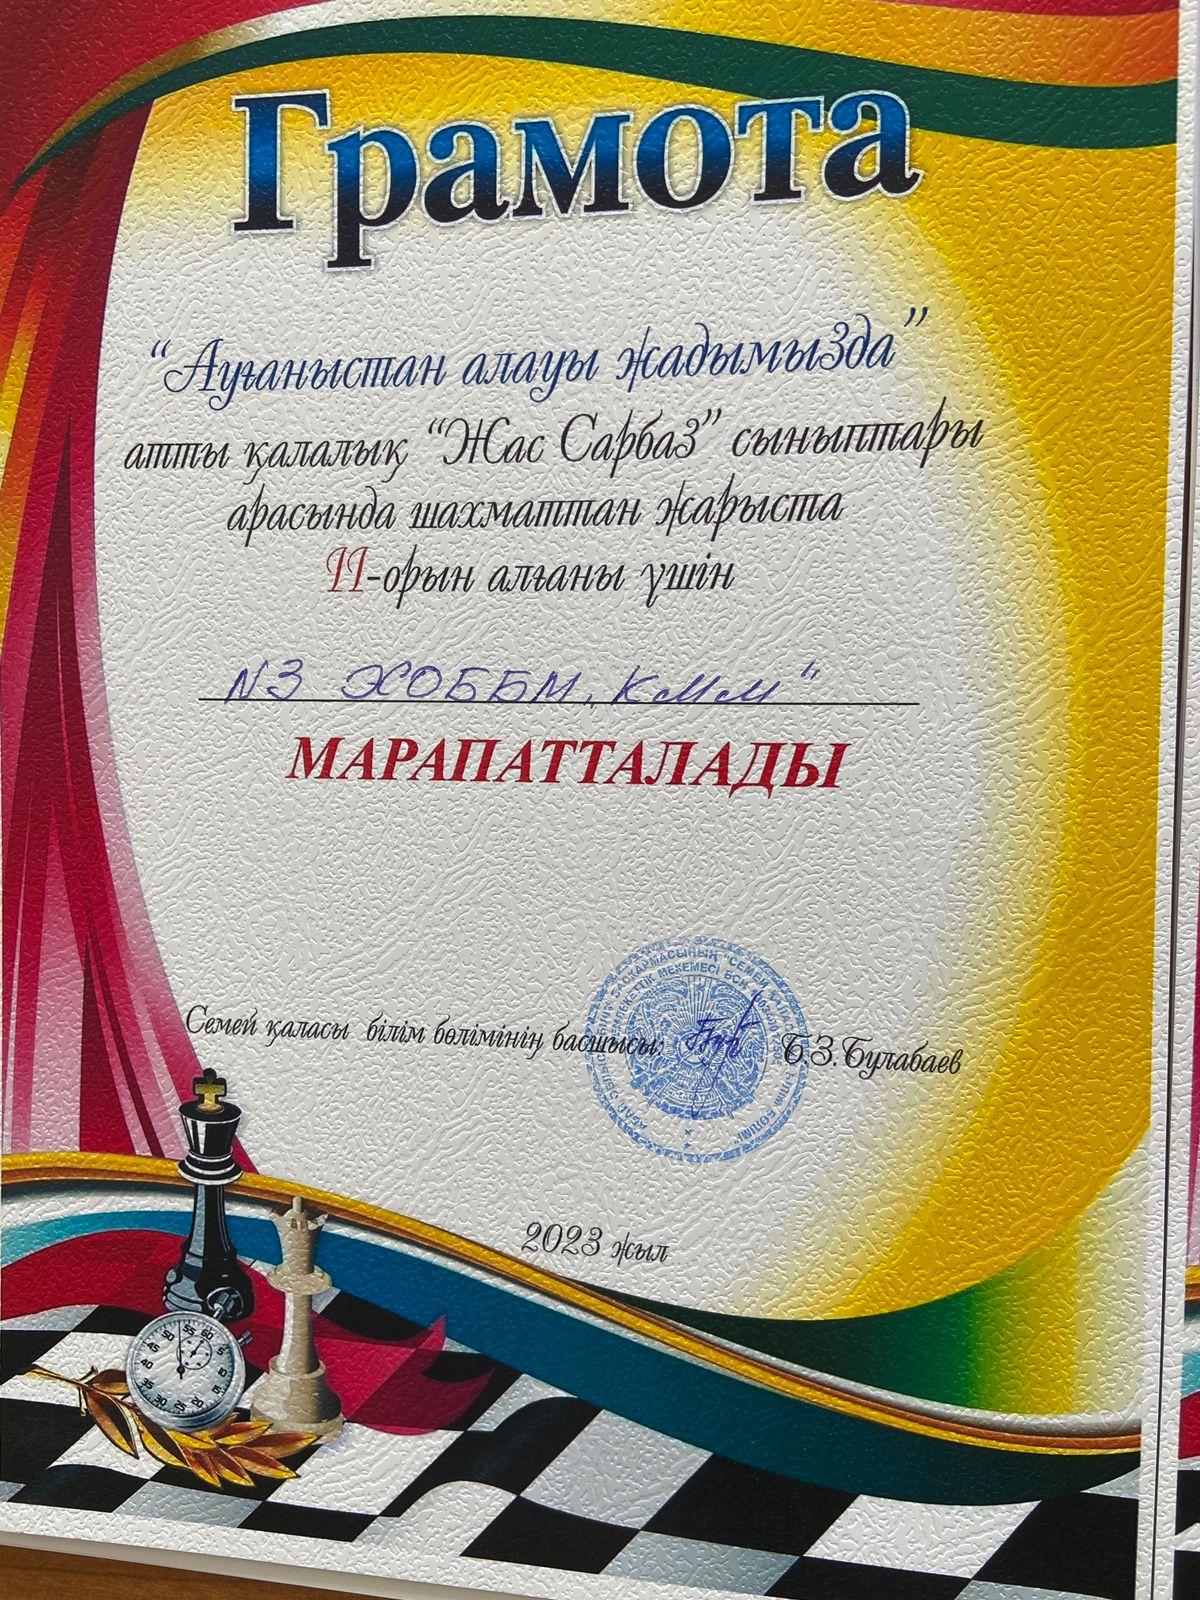 Грамота
“Ауғаныстан алауы жадымызда”
атты қалалық “Жас Сарбаз” сыныптары
арасында шахматтан жарыста
II-орын алғаны үшін
N3 ЖОББМ „КММ“
МАРАПАТТАЛАДЫ
Семей қаласы білім бөлімінің басшысы: Б.З.Булабаев
2023 жыл